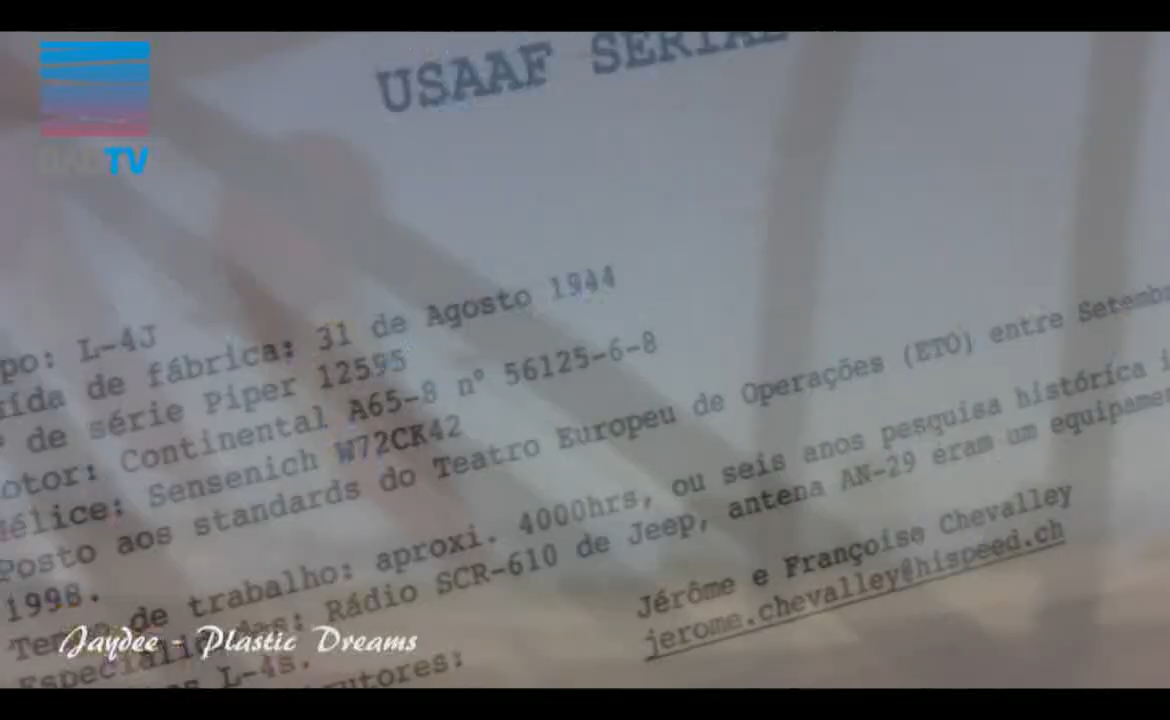 USAAF SERIAL
TV
po: L-4J
ída de fábrica: 31 de Agosto 1944
de série Piper 12595
otor: Continental A65-8 nº 56125-6-8
élice: Sensenich W72CK42
Posto aos standards do Teatro Europeu de Operações (ETO) entre Setemb
1998.
de trabalho: aproxi. 4000hrs, ou seis anos pesquisa histórica i
Rádio SCR-610 de Jeep, antena AN-29 eram um equipame
L-4s.
Jérôme e Françoise Chevalley
jerome.chevalley@hispeed.ch
Jaydee - Plastic Dreams